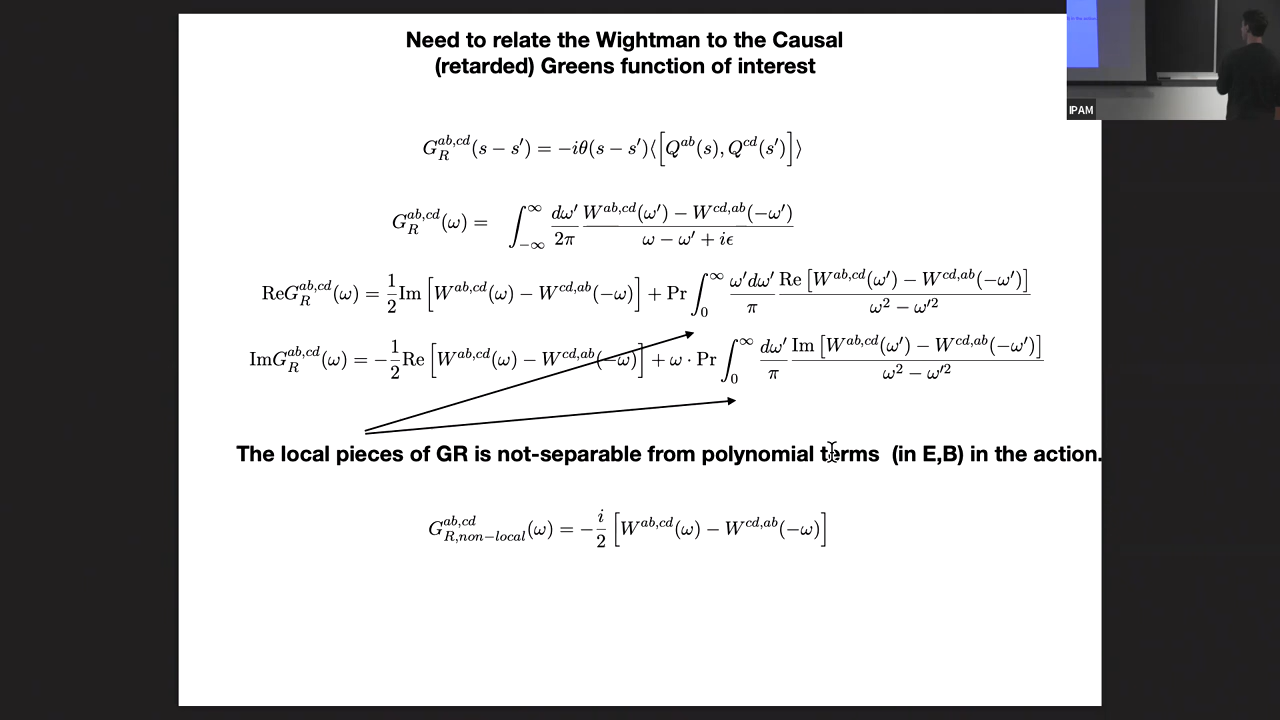 Need to relate the Wightman to the Causal
(retarded) Greens function of interest
IPAM
G_R^{ab,cd}(s − s′) = −iθ(s − s′)⟨[Q^{ab}(s), Q^{cd}(s′)]⟩
G_R^{ab,cd}(ω) = ∫_{−∞}^{∞} dω′/2π (W^{ab,cd}(ω′) − W^{cd,ab}(−ω′))/(ω − ω′ + iϵ)
ReG_R^{ab,cd}(ω) = 1/2 Im [W^{ab,cd}(ω) − W^{cd,ab}(−ω)] + Pr ∫_0^∞ ω′dω′/π Re [W^{ab,cd}(ω′) − W^{cd,ab}(−ω′)]/(ω² − ω′²)
ImG_R^{ab,cd}(ω) = −1/2 Re [W^{ab,cd}(ω) − W^{cd,ab}(−ω)] + ω · Pr ∫_0^∞ dω′/π Im [W^{ab,cd}(ω′) − W^{cd,ab}(−ω′)]/(ω² − ω′²)
The local pieces of GR is not-separable from polynomial terms (in E,B) in the action.
G_{R,non−local}^{ab,cd}(ω) = −i/2 [W^{ab,cd}(ω) − W^{cd,ab}(−ω)]